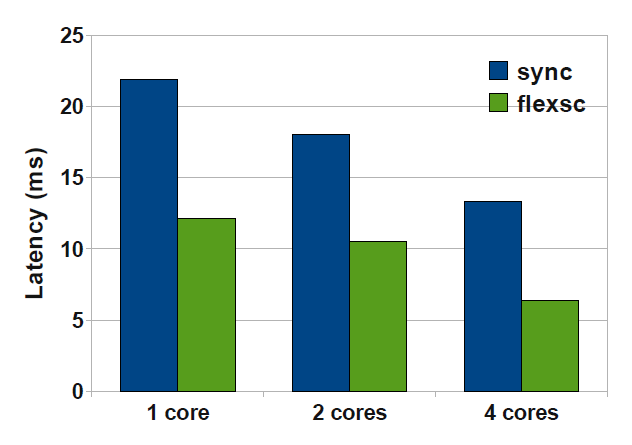 25
20
15
10
5
0
Latency (ms)
sync
flexsc
1 core
2 cores
4 cores